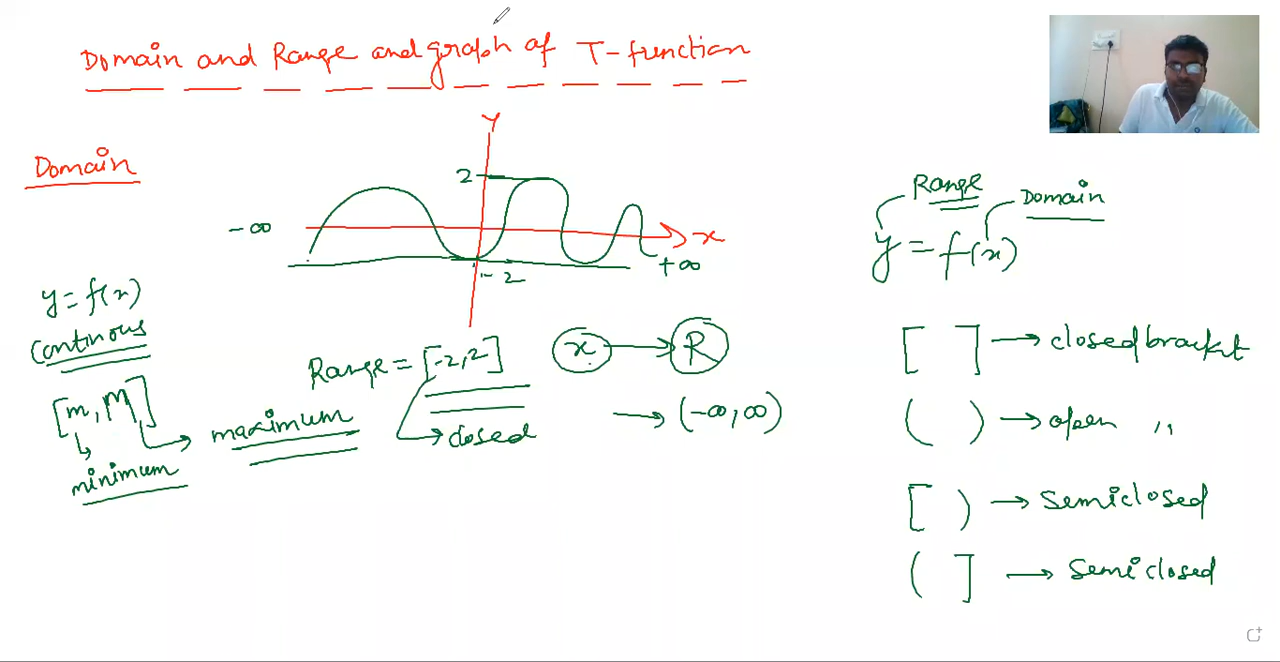 Domain and Range and graph of T-function
Domain
Y
2
-∞
x
+∞
-2
y = f(x)
continous
[m, M]
minimum
maximum
Range = [-2, 2]
closed
x → R
→ (-∞, ∞)
Range
Domain
y = f(x)
[ ] → closed brackt
( ) → open 〃
[ ) → Semiclosed
( ] → Semiclosed